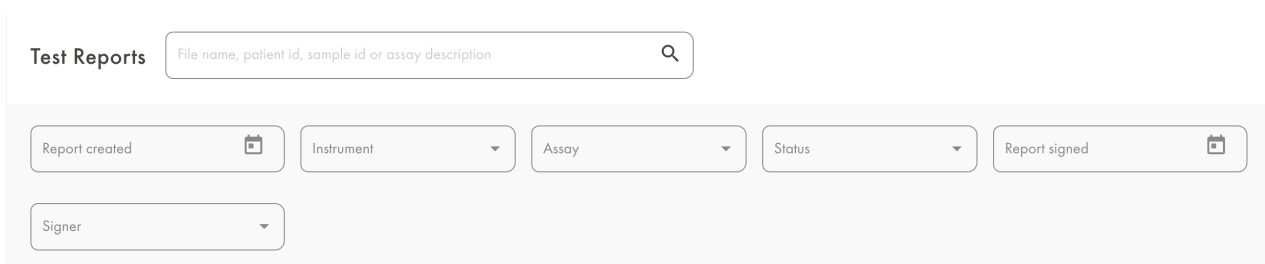 Test Reports
File name, patient id, sample id or assay description
Report created
Instrument
Assay
Status
Report signed
Signer